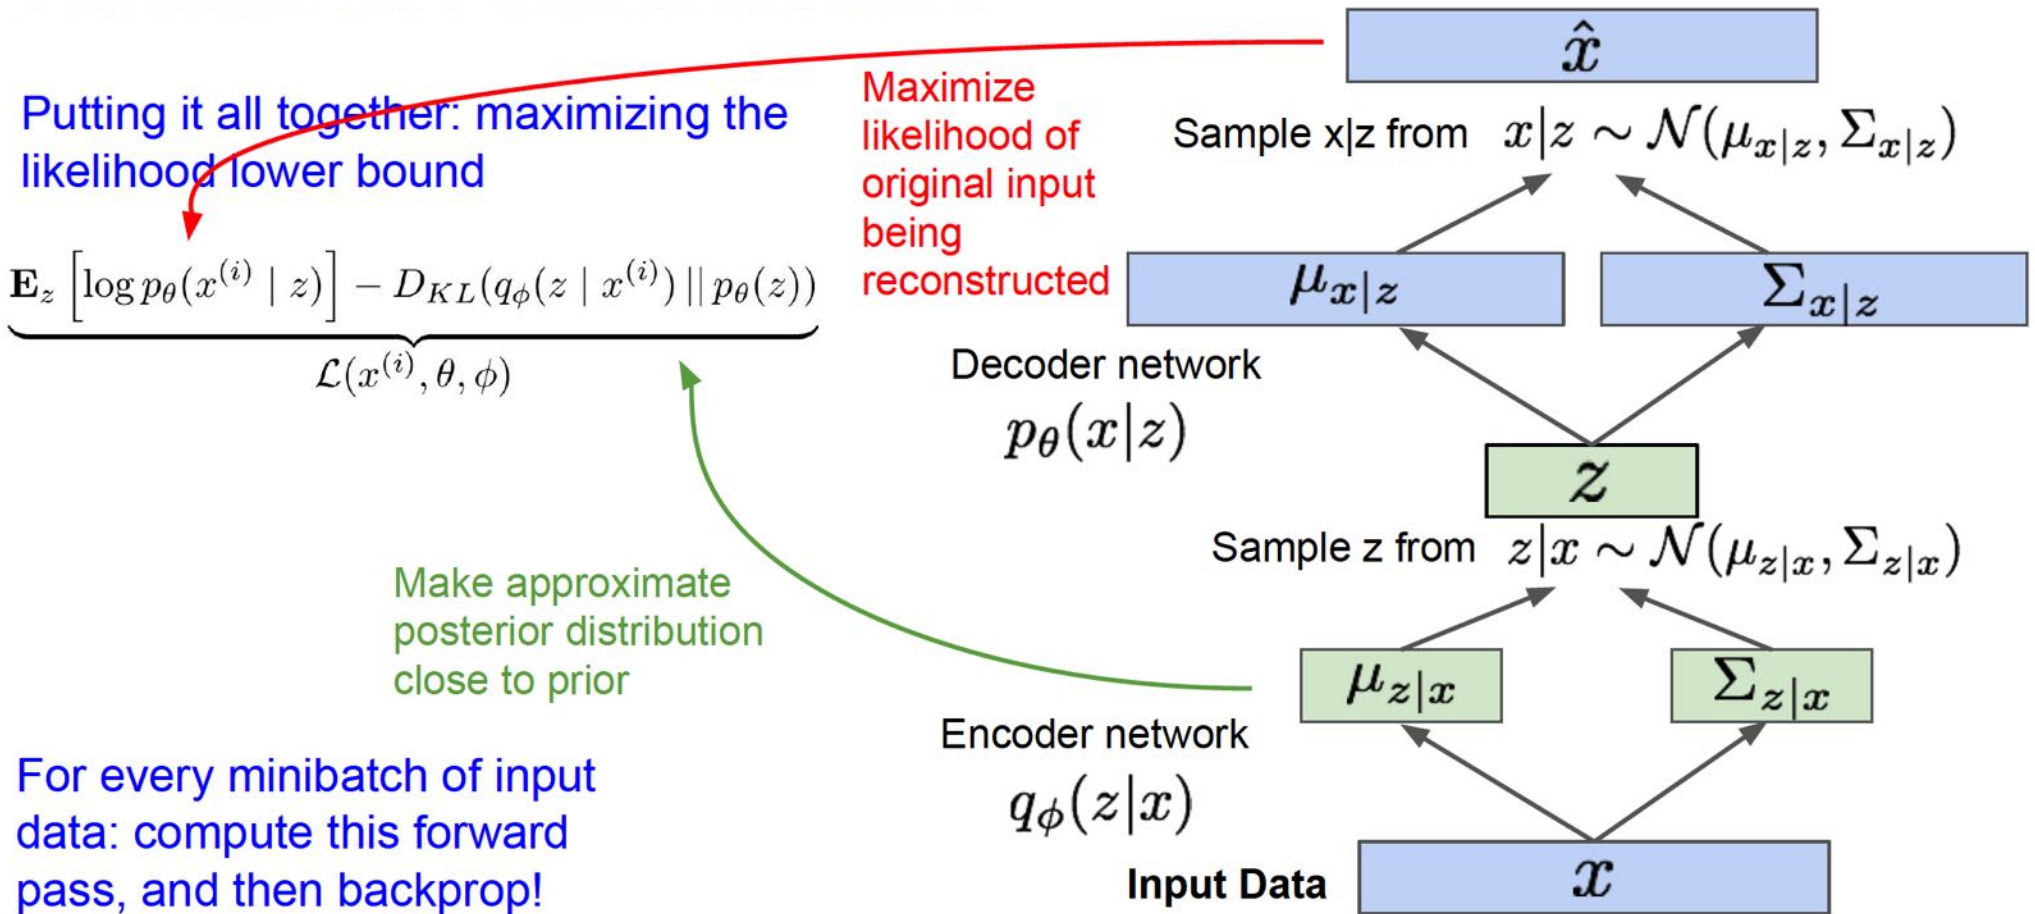 Putting it all together: maximizing the
likelihood lower bound
𝐄_z [log p_θ(x^(i) | z)] − D_KL(q_ϕ(z | x^(i)) || p_θ(z))
ℒ(x^(i), θ, ϕ)
Maximize
likelihood of
original input
being
reconstructed
Make approximate
posterior distribution
close to prior
For every minibatch of input
data: compute this forward
pass, and then backprop!
x̂
Sample x|z from x|z ∼ 𝒩(μ_x|z, Σ_x|z)
μ_x|z
Σ_x|z
Decoder network
p_θ(x|z)
z
Sample z from z|x ∼ 𝒩(μ_z|x, Σ_z|x)
μ_z|x
Σ_z|x
Encoder network
q_ϕ(z|x)
Input Data x